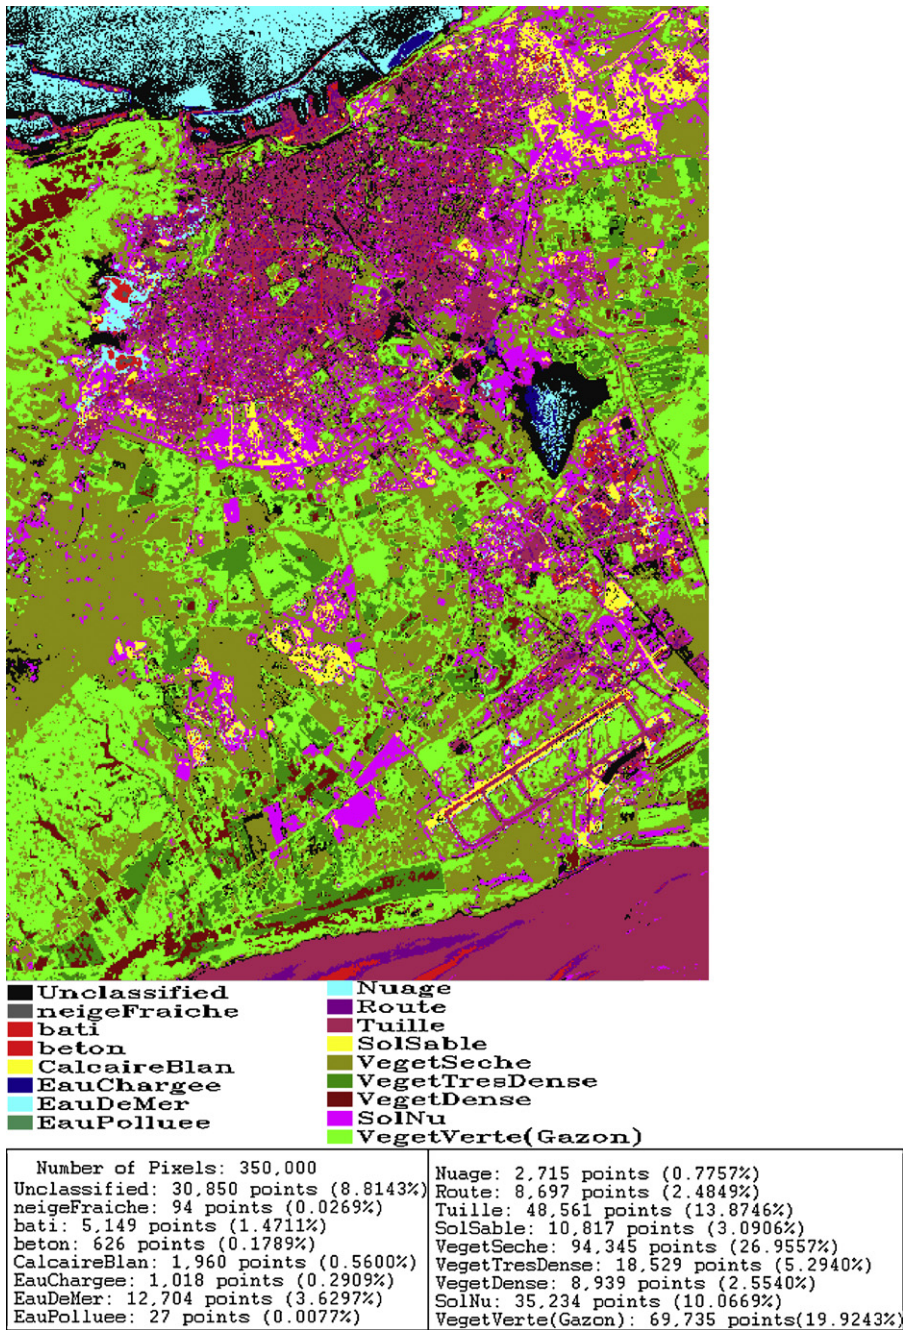 Unclassified
neigeFraiche
bati
beton
CalcaireBlan
EauChargee
EauDeMer
EauPolluee
Nuage
Route
Tuille
SolSable
VegetSeche
VegetTresDense
VegetDense
SolNu
VegetVerte(Gazon)
Number of Pixels: 350,000
Unclassified: 30,850 points (8.8143%)
neigeFraiche: 94 points (0.0269%)
bati: 5,149 points (1.4711%)
beton: 626 points (0.1789%)
CalcaireBlan: 1,960 points (0.5600%)
EauChargee: 1,018 points (0.2909%)
EauDeMer: 12,704 points (3.6297%)
EauPolluee: 27 points (0.0077%)
Nuage: 2,715 points (0.7757%)
Route: 8,697 points (2.4849%)
Tuille: 48,561 points (13.8746%)
SolSable: 10,817 points (3.0906%)
VegetSeche: 94,345 points (26.9557%)
VegetTresDense: 18,529 points (5.2940%)
VegetDense: 8,939 points (2.5540%)
SolNu: 35,234 points (10.0669%)
VegetVerte(Gazon): 69,735 points(19.9243%)